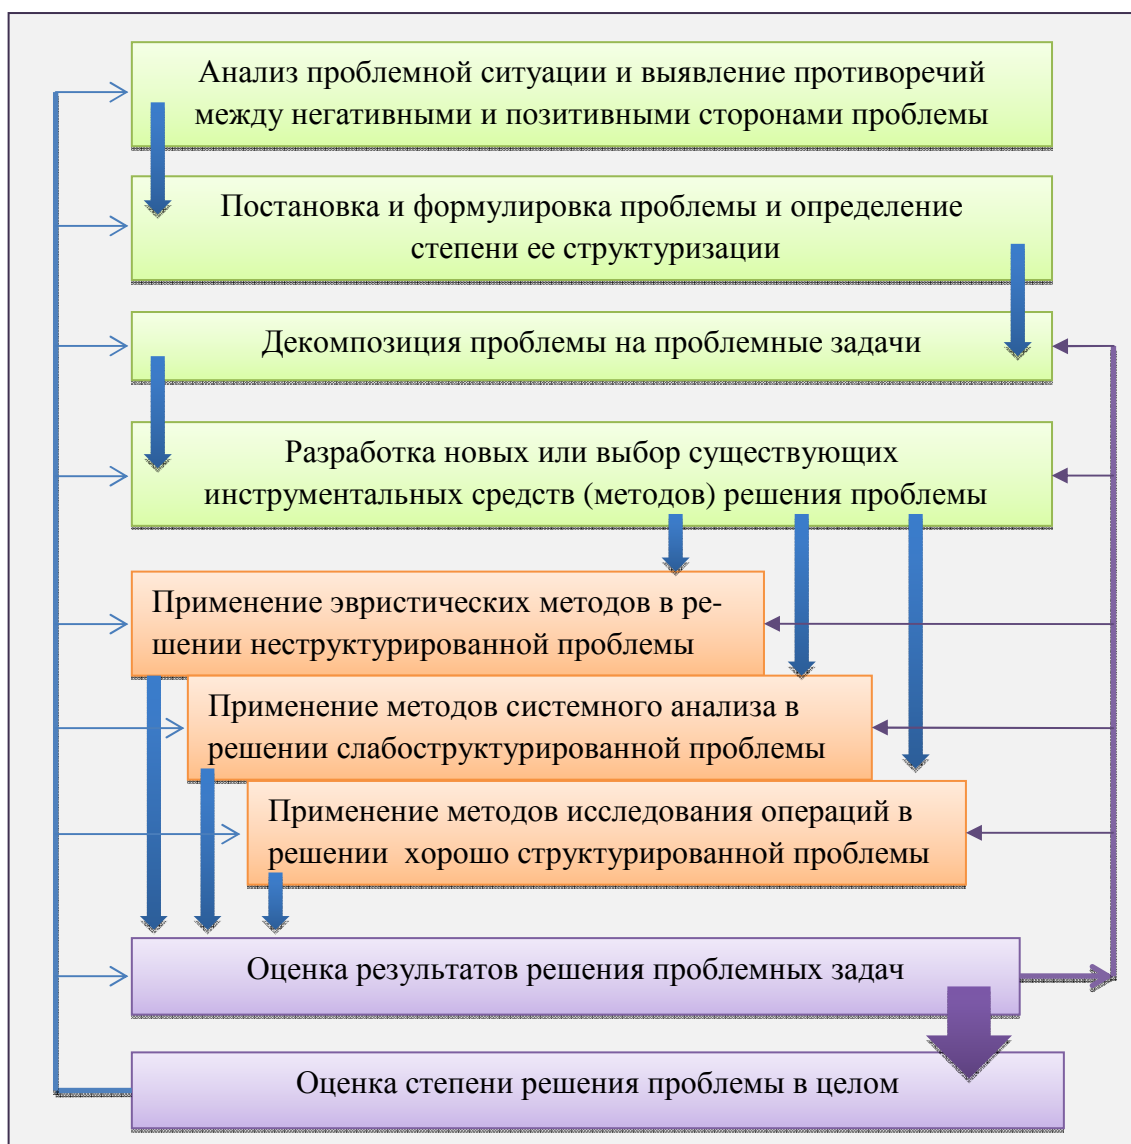 Анализ проблемной ситуации и выявление противоречий
между негативными и позитивными сторонами проблемы
Постановка и формулировка проблемы и определение
степени ее структуризации
Декомпозиция проблемы на проблемные задачи
Разработка новых или выбор существующих
инструментальных средств (методов) решения проблемы
Применение эвристических методов в ре-
шении неструктурированной проблемы
Применение методов системного анализа в
решении слабоструктурированной проблемы
Применение методов исследования операций в
решении хорошо структурированной проблемы
Оценка результатов решения проблемных задач
Оценка степени решения проблемы в целом